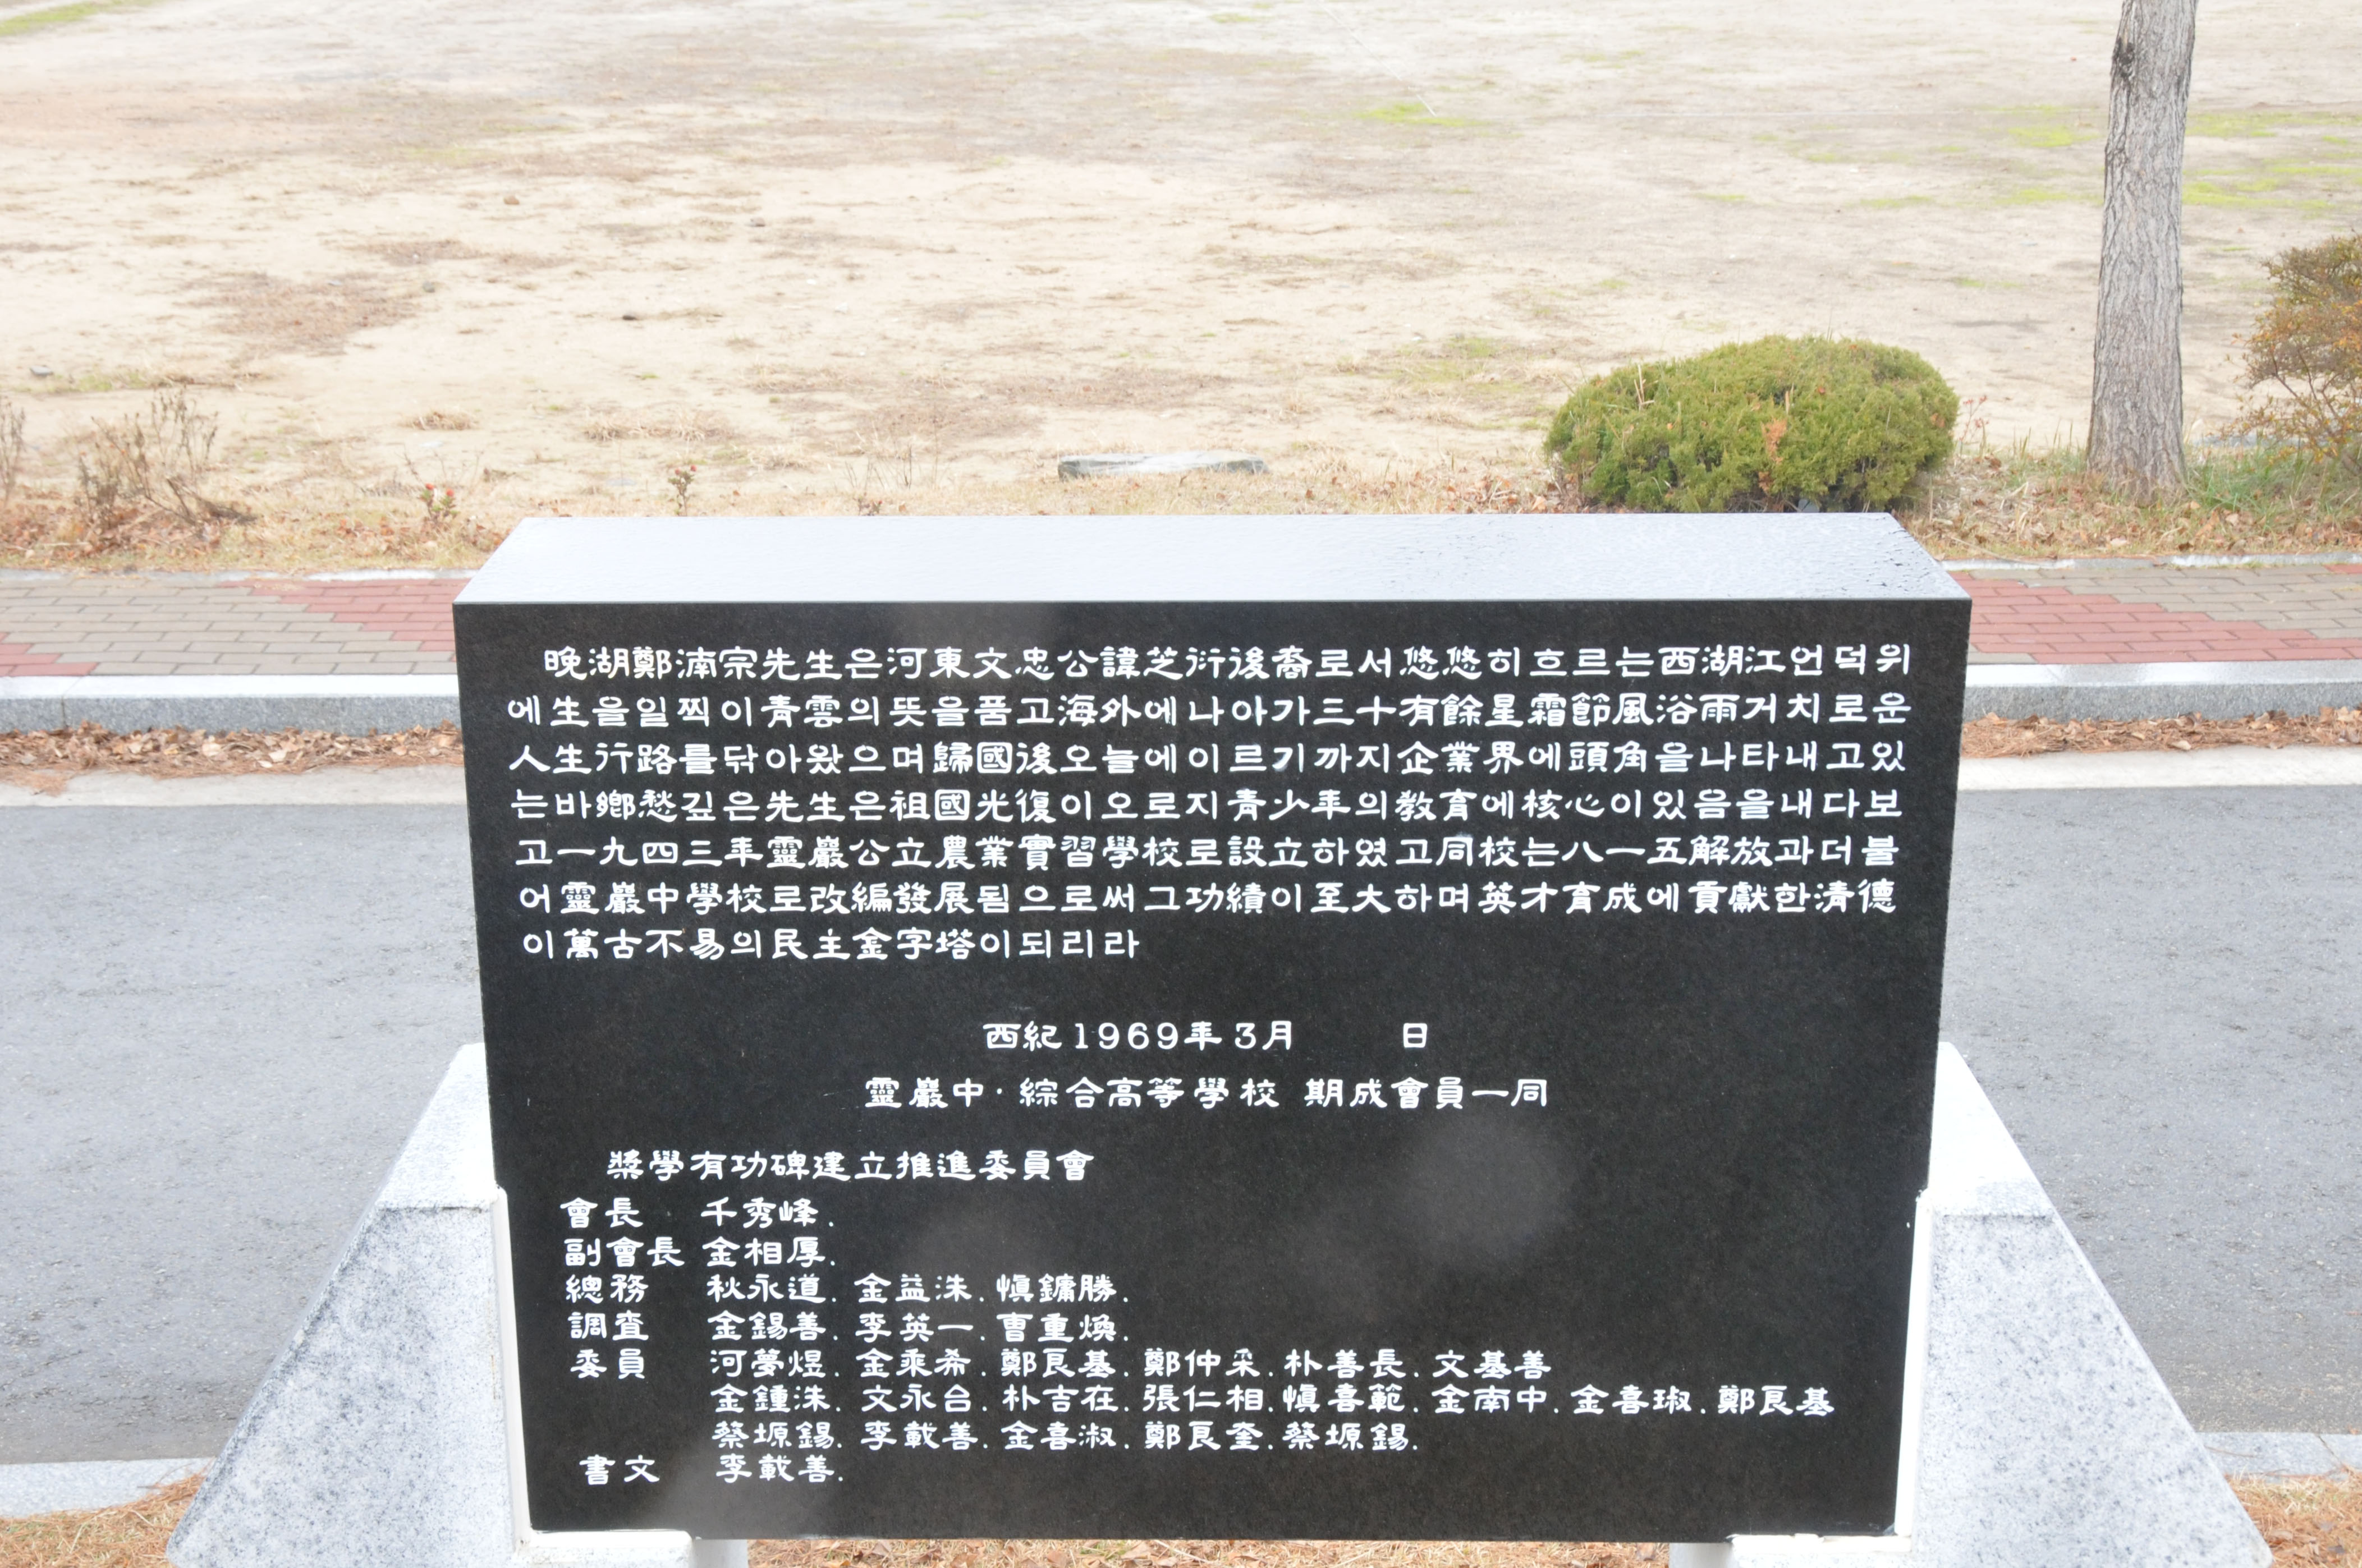 晩湖鄭湳宗先生은河東文忠公諱芝衍後裔로서悠悠히흐르는西湖江언덕위
에生을일찍이靑雲의뜻을품고海外에나아가三十有餘星霜節風浴雨거치로운
人生行路를닦아왔으며歸國後오늘에이르기까지企業界에頭角을나타내고있
는바鄕愁깊은先生은祖國光復이오로지靑少年의敎育에核心이있음을내다보
고一九四三年靈巖公立農業實習學校로設立하였고同校는八一五解放과더불
어靈巖中學校로改編發展됨으로써그功績이至大하며英才育成에貢獻한淸德
이萬古不易의民主金字塔이되리라
西紀1969年3月 日
靈巖中·綜合高等學校 期成會員一同
獎學有功碑建立推進委員會
會長 千秀峰.
副會長 金相厚.
總務 秋永道. 金益洙. 愼鏞勝.
調査 金錫善. 李英一. 曺重煥.
委員 河夢煜. 金乘希. 鄭良基. 鄭仲采. 朴善長. 文基善
金鍾洙. 文永台. 朴吉在. 張仁相. 愼喜範. 金南中. 金喜琡. 鄭良基
蔡塬錫. 李載善. 金喜淑. 鄭良奎. 蔡塬錫.
書文 李載善.